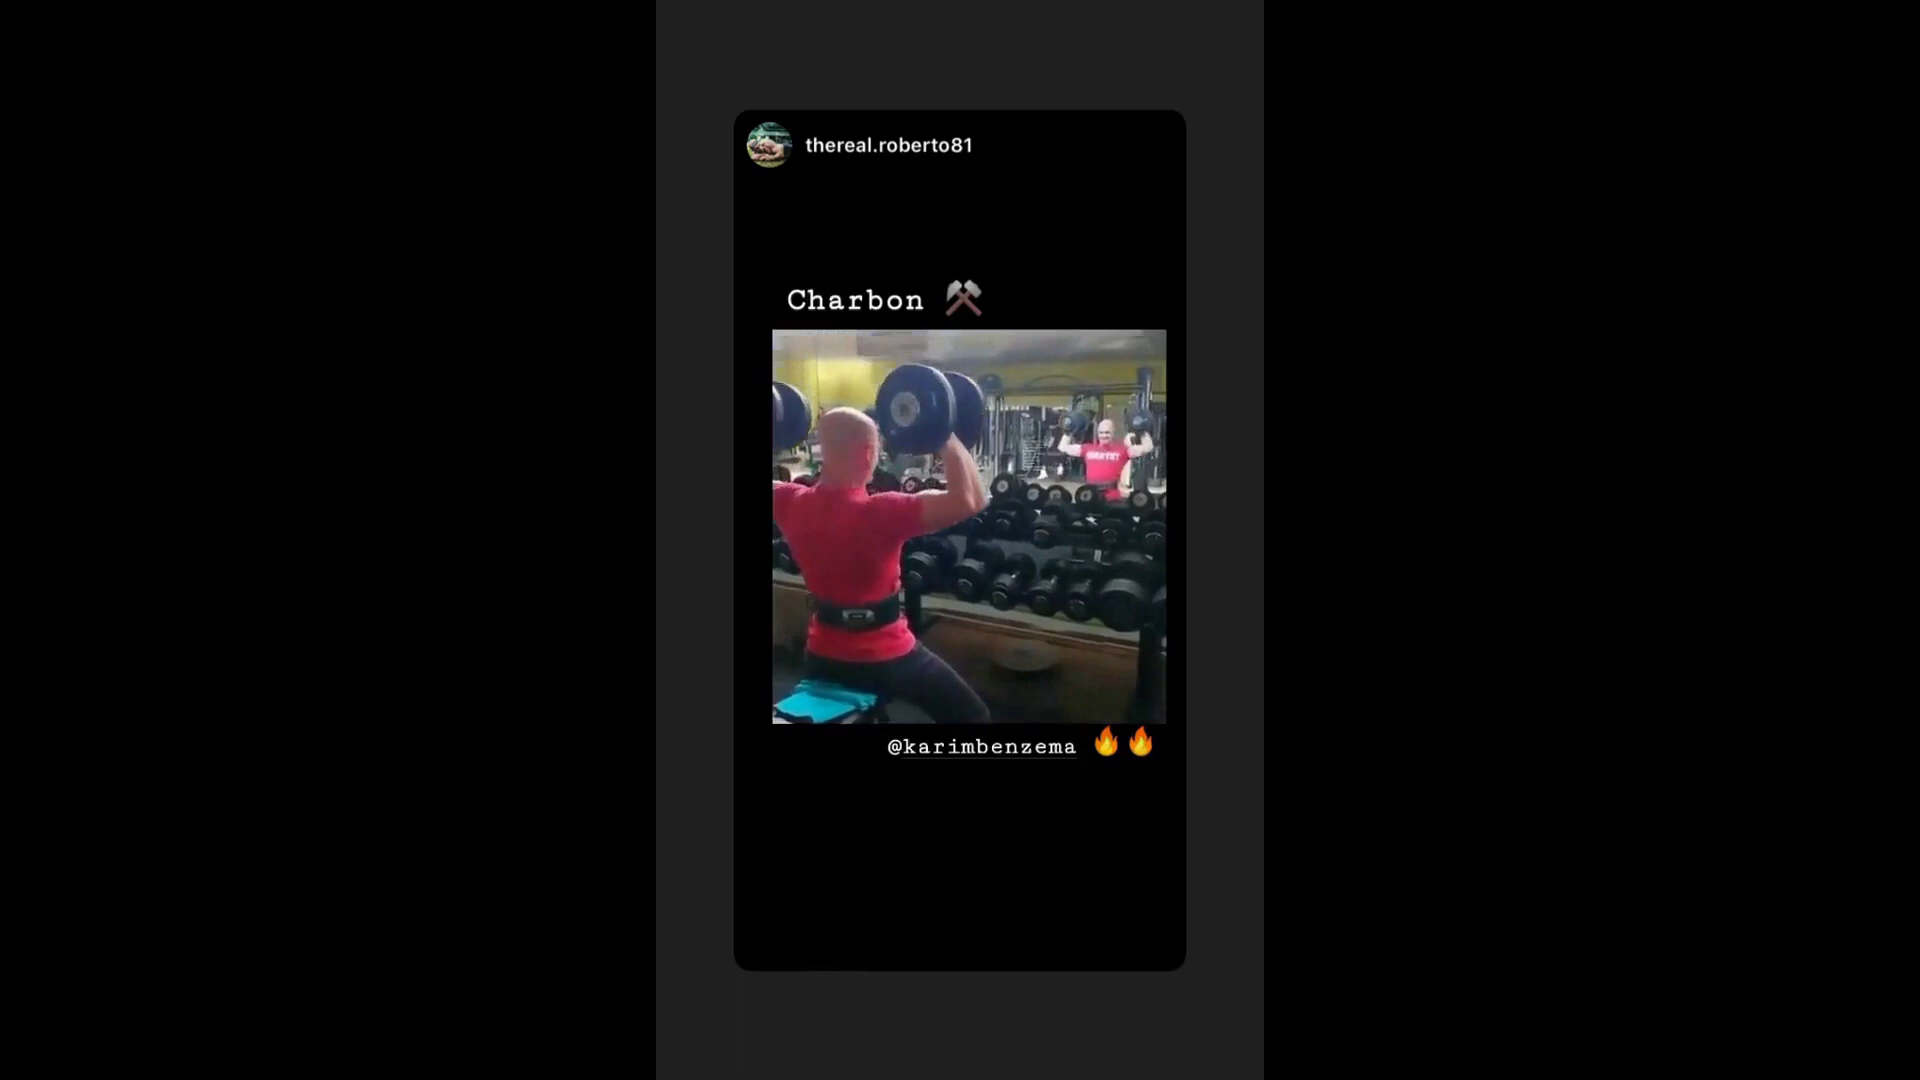 thereal.roberto81
Charbon ⚒
@karimbenzema 🔥🔥